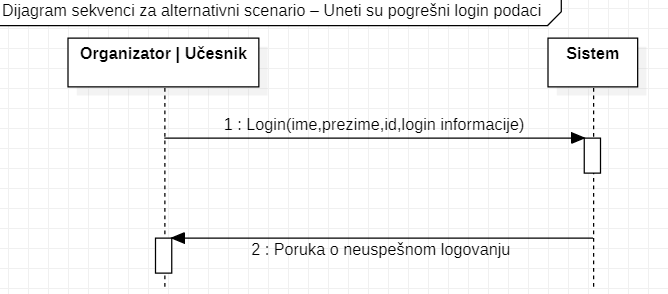 Dijagram sekvenci za alternativni scenario – Uneti su pogrešni login podaci
Organizator | Učesnik
Sistem
1 : Login(ime,prezime,id,login informacije)
2 : Poruka o neuspešnom logovanju